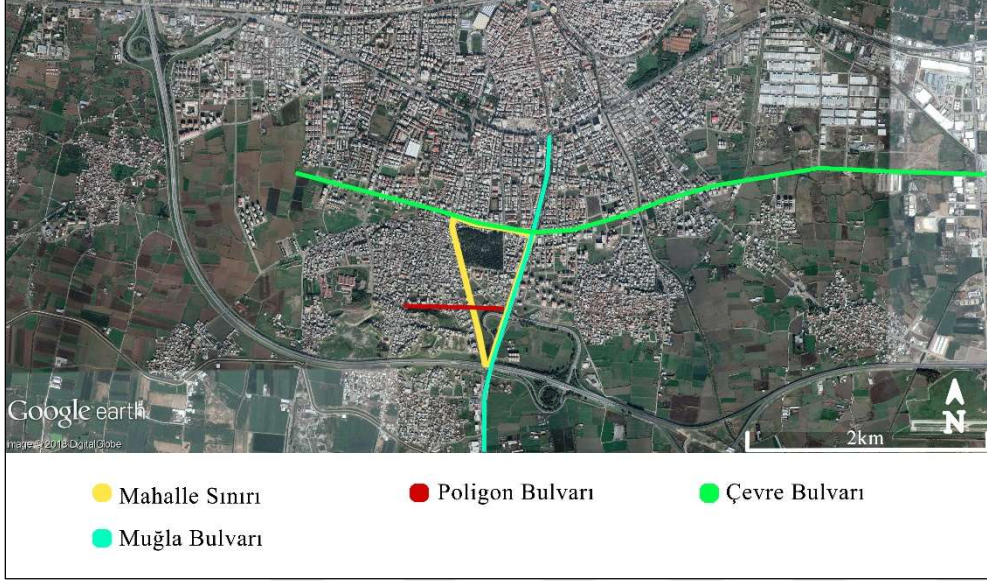 Google earth
Image © 2018 DigitalGlobe
N
2km
Mahalle Sınırı
Poligon Bulvarı
Çevre Bulvarı
Muğla Bulvarı